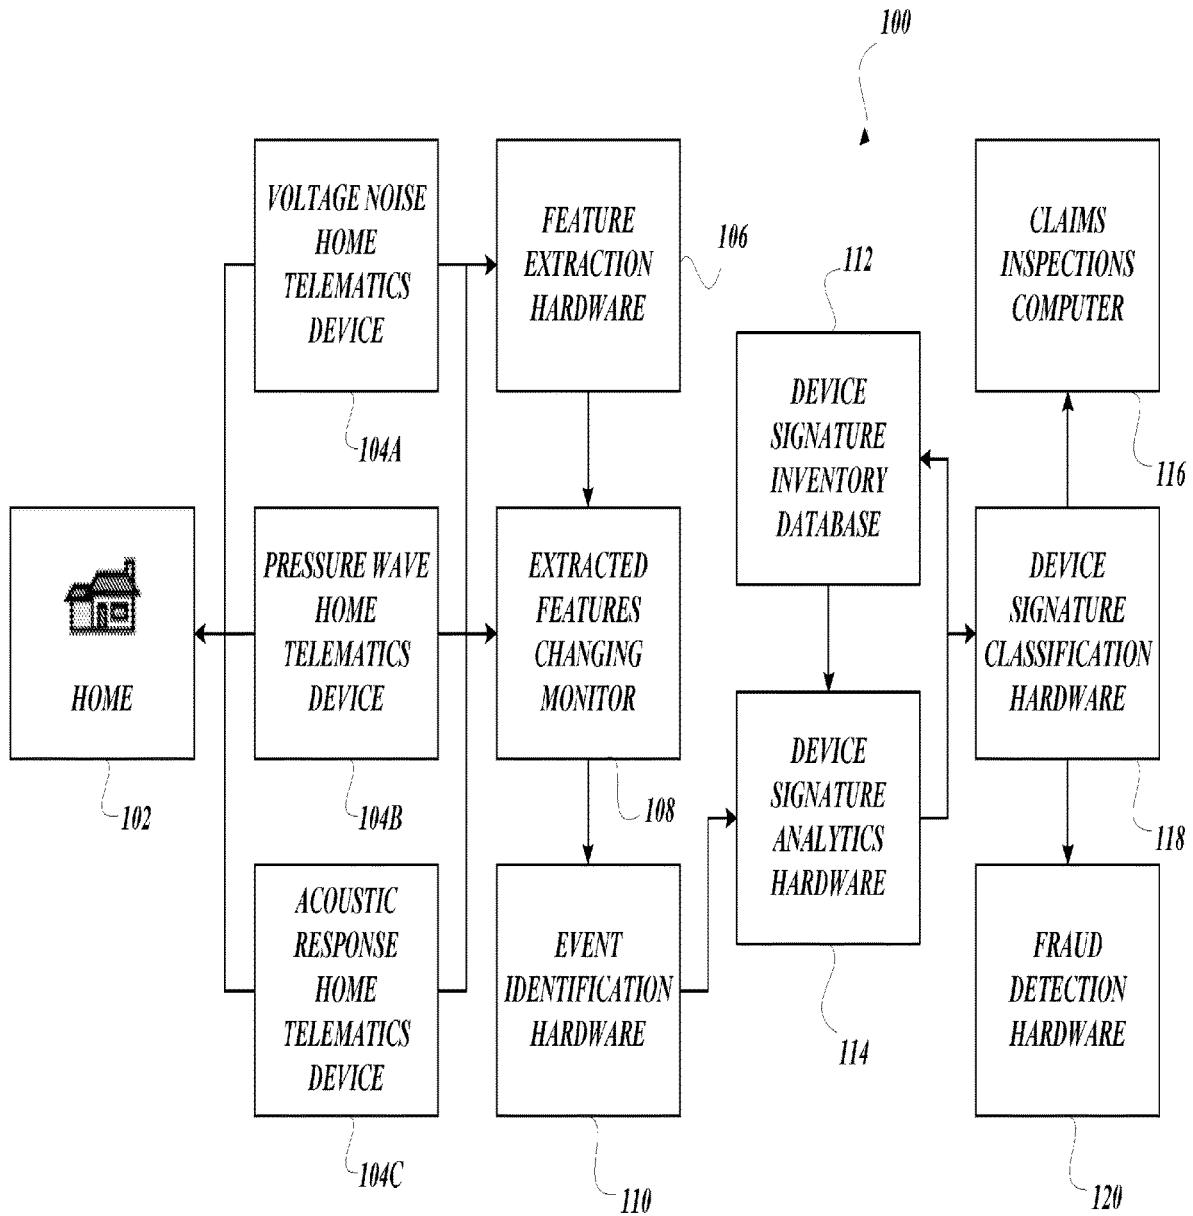 100
VOLTAGE NOISE
HOME
TELEMATICS
DEVICE
104A
FEATURE
EXTRACTION
HARDWARE
106
112
CLAIMS
INSPECTIONS
COMPUTER
116
DEVICE
SIGNATURE
INVENTORY
DATABASE
HOME
102
PRESSURE WAVE
HOME
TELEMATICS
DEVICE
104B
EXTRACTED
FEATURES
CHANGING
MONITOR
108
DEVICE
SIGNATURE
CLASSIFICATION
HARDWARE
118
DEVICE
SIGNATURE
ANALYTICS
HARDWARE
114
ACOUSTIC
RESPONSE
HOME
TELEMATICS
DEVICE
104C
EVENT
IDENTIFICATION
HARDWARE
110
FRAUD
DETECTION
HARDWARE
120